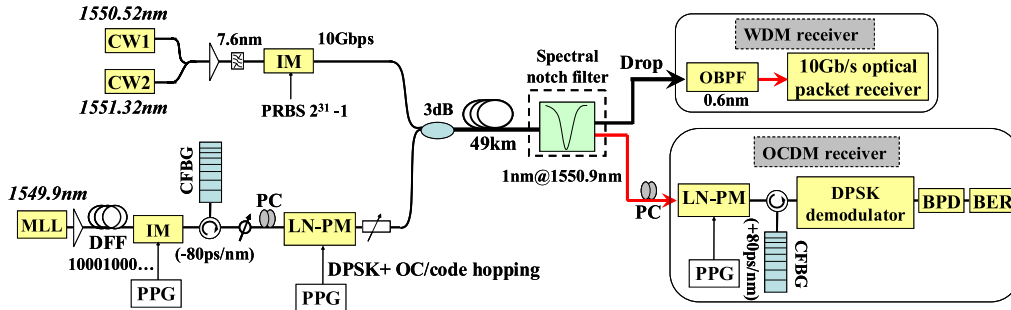 1550.52nm
CW1
CW2
1551.32nm
7.6nm
IM
10Gbps
PRBS 2³¹ -1
3dB
49km
Spectral
notch filter
1nm@1550.9nm
Drop
WDM receiver
OBPF
0.6nm
10Gb/s optical
packet receiver
1549.9nm
MLL
DFF
10001000…
IM
PPG
CFBG
(-80ps/nm)
PC
LN-PM
DPSK+ OC/code hopping
PPG
PC
OCDM receiver
LN-PM
PPG
(+80ps/nm)
CFBG
DPSK
demodulator
BPD
BER